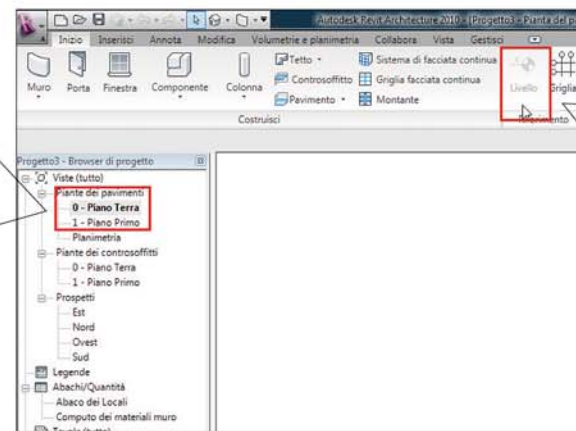 Autodesk Revit Architecture 2010 - [Progetto3 - Pianta del p
Inizio Inserisci Annota Modifica Volumetrie e planimetria Collabora Vista Gestisci
Muro Porta Finestra Componente Colonna
Tetto
Controsoffitto
Pavimento
Sistema di facciata continua
Griglia facciata continua
Montante
Livello
Griglia
Costruisci
Progetto3 - Browser di progetto
Viste (tutto)
Piante dei pavimenti
0 - Piano Terra
1 - Piano Primo
Planimetria
Piante dei controsoffitti
0 - Piano Terra
1 - Piano Primo
Prospetti
Est
Nord
Ovest
Sud
Legende
Abachi/Quantità
Abaco dei Locali
Computo dei materiali muro